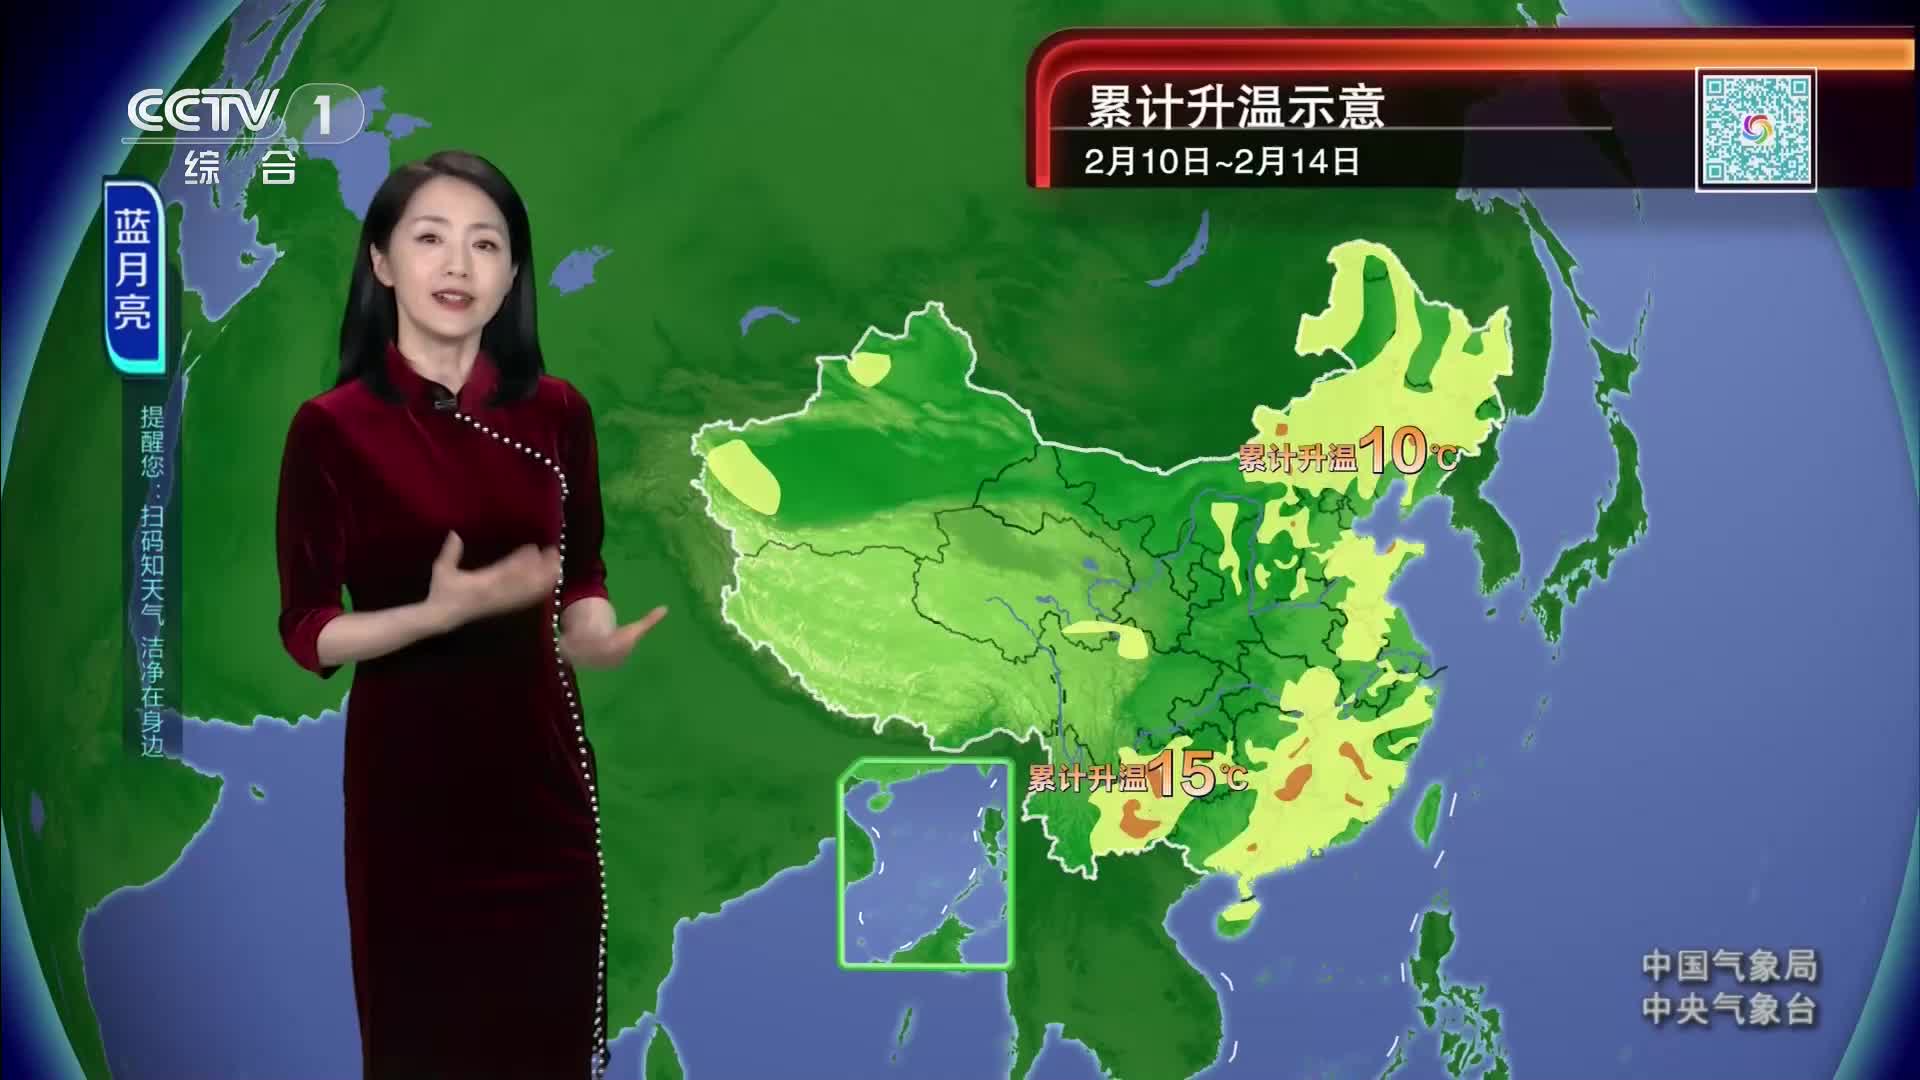 CCTV 1
综合
累计升温示意
2月10日~2月14日
蓝月亮
提醒您：扫码知天气 洁净在身边
累计升温10℃
累计升温15℃
中国气象局
中央气象台